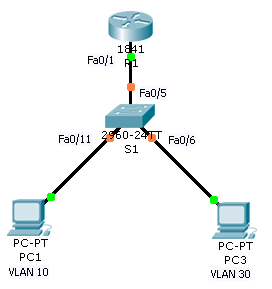 1841
R1
Fa0/1
Fa0/5
2960-24TT
S1
Fa0/11
Fa0/6
PC-PT
PC1
VLAN 10
PC-PT
PC3
VLAN 30